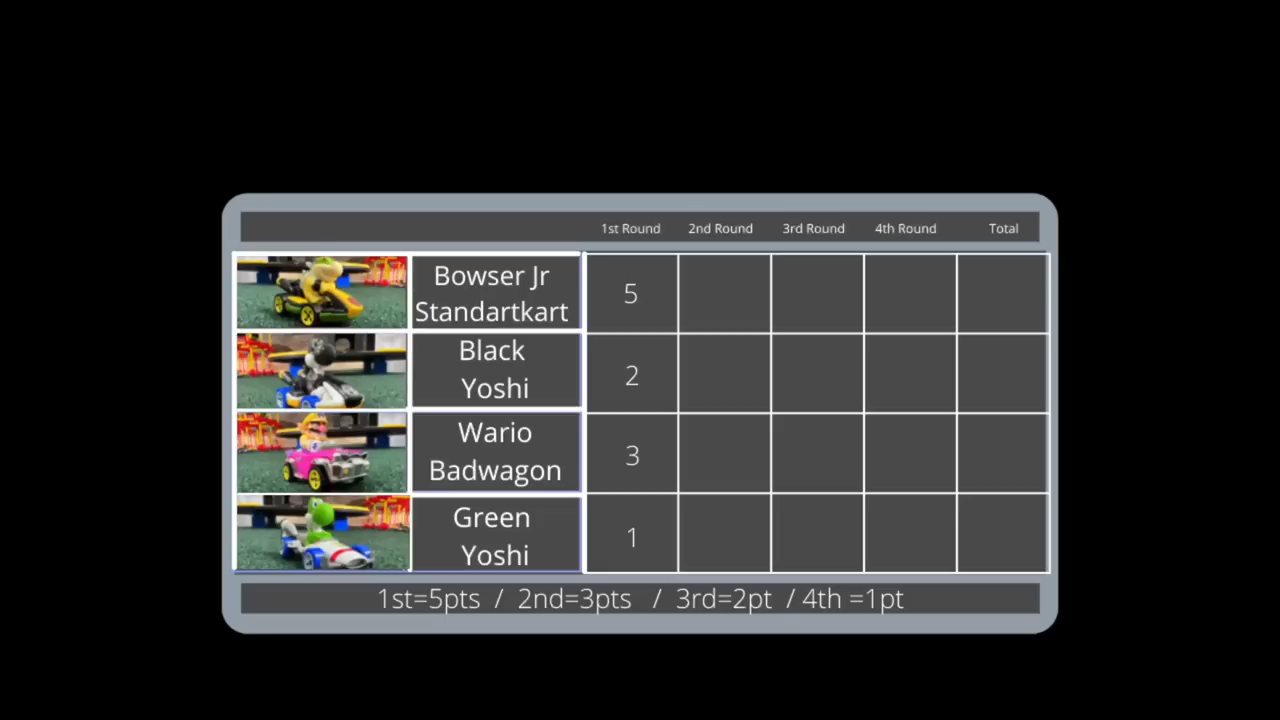 1st Round 2nd Round 3rd Round 4th Round Total
Bowser Jr
Standartkart
5
Black
Yoshi
2
Wario
Badwagon
3
Green
Yoshi
1
1st=5pts / 2nd=3pts / 3rd=2pt / 4th =1pt